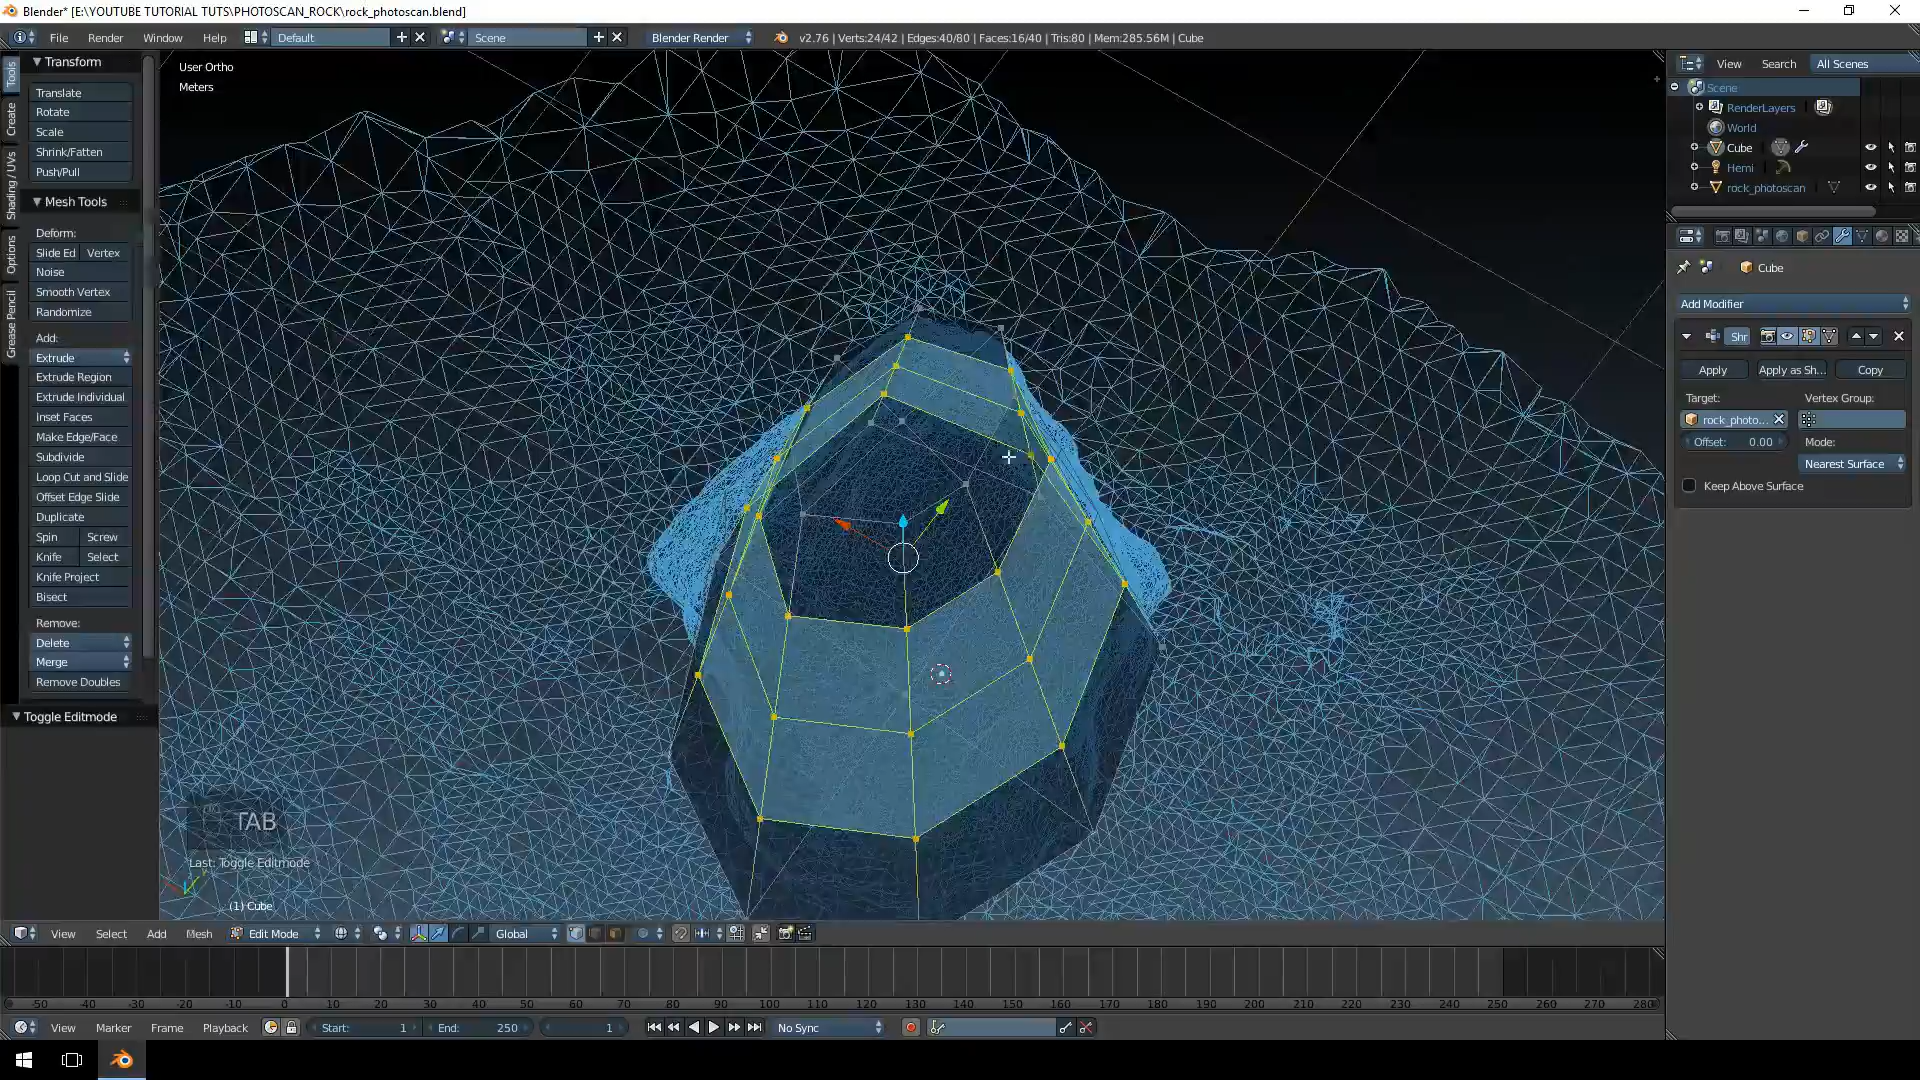 Blender* [E:\YOUTUBE TUTORIAL TUTS\PHOTOSCAN_ROCK\rock_photoscan.blend]
File Render Window Help Default Scene Blender Render v2.76 | Verts:24/42 | Edges:40/80 | Faces:16/40 | Tris:80 | Mem:285.56M | Cube
Tools
Create
Shading / UVs
Options
Grease Pencil
Transform
Translate
Rotate
Scale
Shrink/Fatten
Push/Pull
Mesh Tools
Deform:
Slide Ed Vertex
Noise
Smooth Vertex
Randomize
Add:
Extrude
Extrude Region
Extrude Individual
Inset Faces
Make Edge/Face
Subdivide
Loop Cut and Slide
Offset Edge Slide
Duplicate
Spin Screw
Knife Select
Knife Project
Bisect
Remove:
Delete
Merge
Remove Doubles
Toggle Editmode
User Ortho
Meters
TAB
Last: Toggle Editmode
(1) Cube
View Search All Scenes
Scene
RenderLayers
World
Cube
Hemi
rock_photoscan
Cube
Add Modifier
Shr
Apply Apply as Sh... Copy
Target: Vertex Group:
rock_photo...
Offset: 0.00 Mode:
Nearest Surface
Keep Above Surface
View Select Add Mesh Edit Mode Global
-50 -40 -30 -20 -10 0 10 20 30 40 50 60 70 80 90 100 110 120 130 140 150 160 170 180 190 200 210 220 230 240 250 260 270 280
View Marker Frame Playback Start: 1 End: 250 1 No Sync